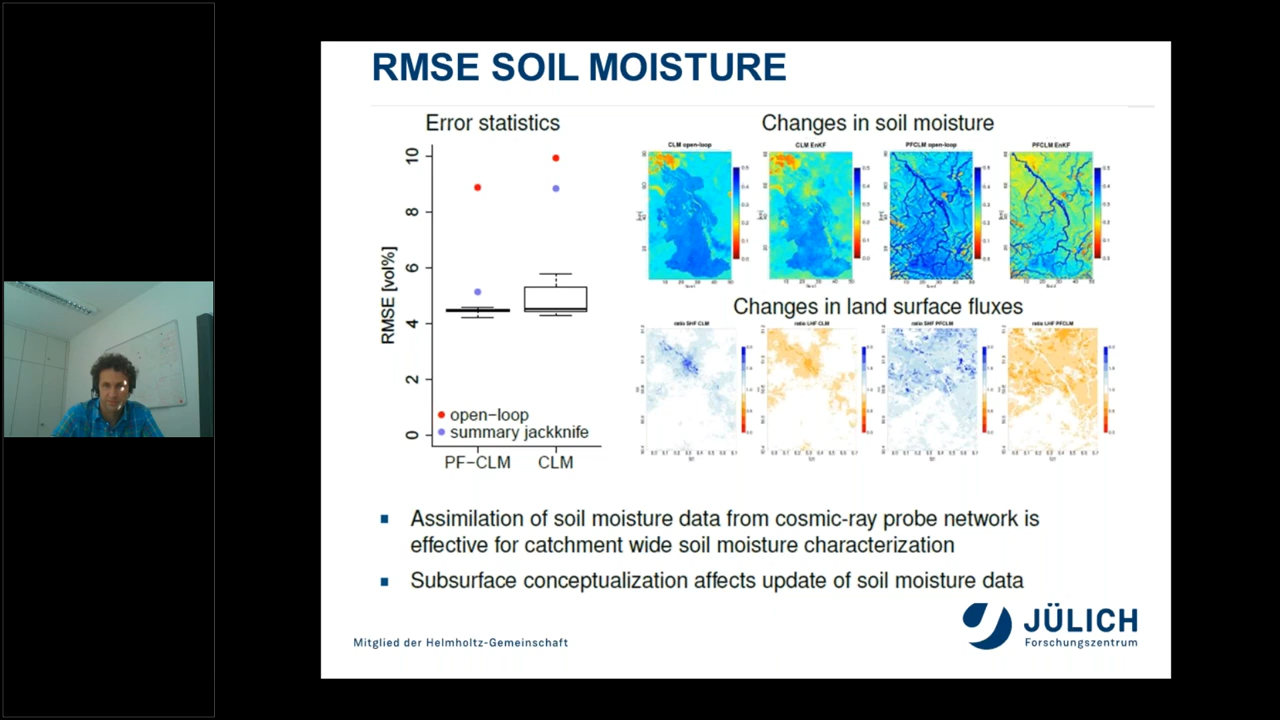 RMSE SOIL MOISTURE
Error statistics
RMSE [vol%]
10
8
6
4
2
0
open-loop
summary jackknife
PF-CLM
CLM
Changes in soil moisture
CLM open-loop
CLM EnKF
PFCLM open-loop
PFCLM EnKF
Changes in land surface fluxes
ratio SHF CLM
ratio LHF CLM
ratio SHF PFCLM
ratio LHF PFCLM
Assimilation of soil moisture data from cosmic-ray probe network is
effective for catchment wide soil moisture characterization
Subsurface conceptualization affects update of soil moisture data
Mitglied der Helmholtz-Gemeinschaft
JÜLICH
Forschungszentrum